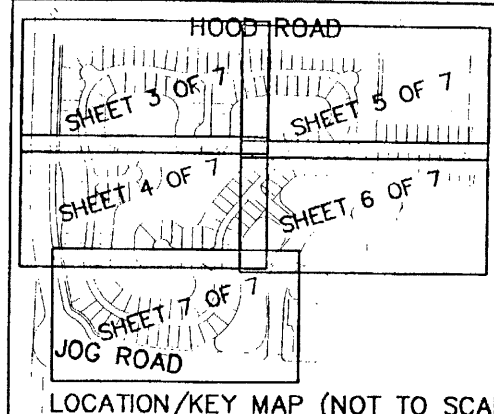 HOOD ROAD
SHEET 3 OF 7
SHEET 5 OF 7
SHEET 4 OF 7
SHEET 6 OF 7
SHEET 7 OF 7
JOG ROAD
LOCATION/KEY MAP (NOT TO SCA